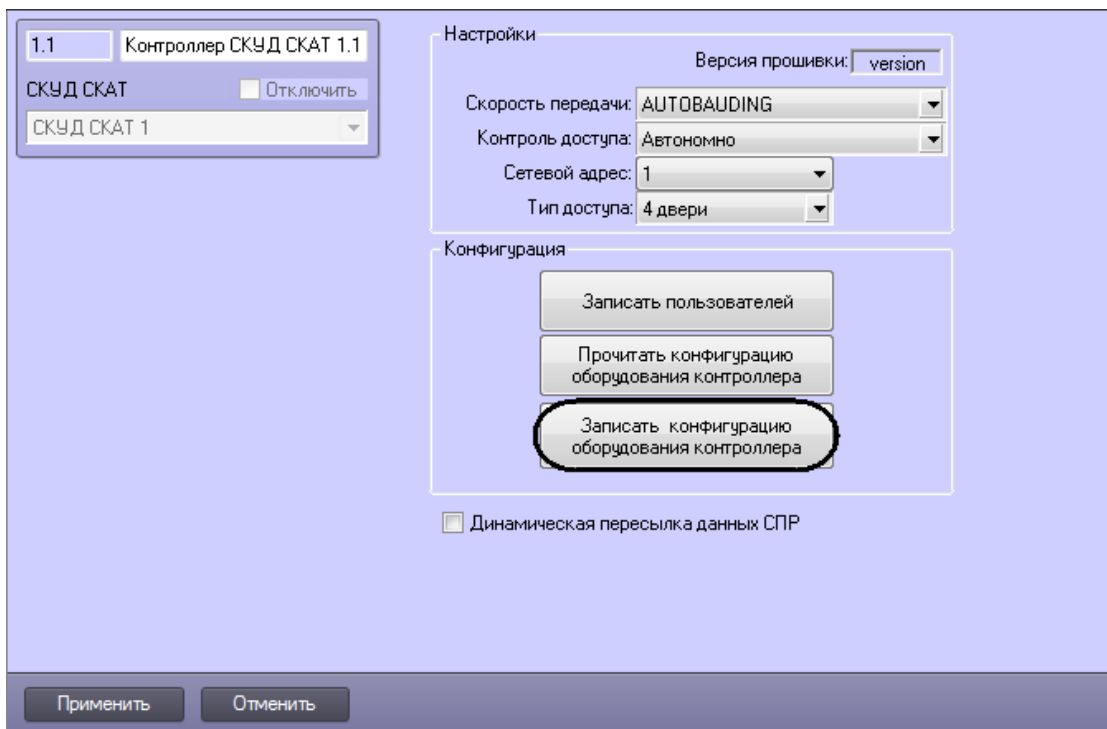 1.1
Контроллер СКУД СКАТ 1.1
СКУД СКАТ
Отключить
СКУД СКАТ 1
Настройки
Версия прошивки: version
Скорость передачи: AUTOBAUDING
Контроль доступа: Автономно
Сетевой адрес: 1
Тип доступа: 4 двери
Конфигурация
Записать пользователей
Прочитать конфигурацию
оборудования контроллера
Записать конфигурацию
оборудования контроллера
Динамическая пересылка данных СПР
Применить
Отменить